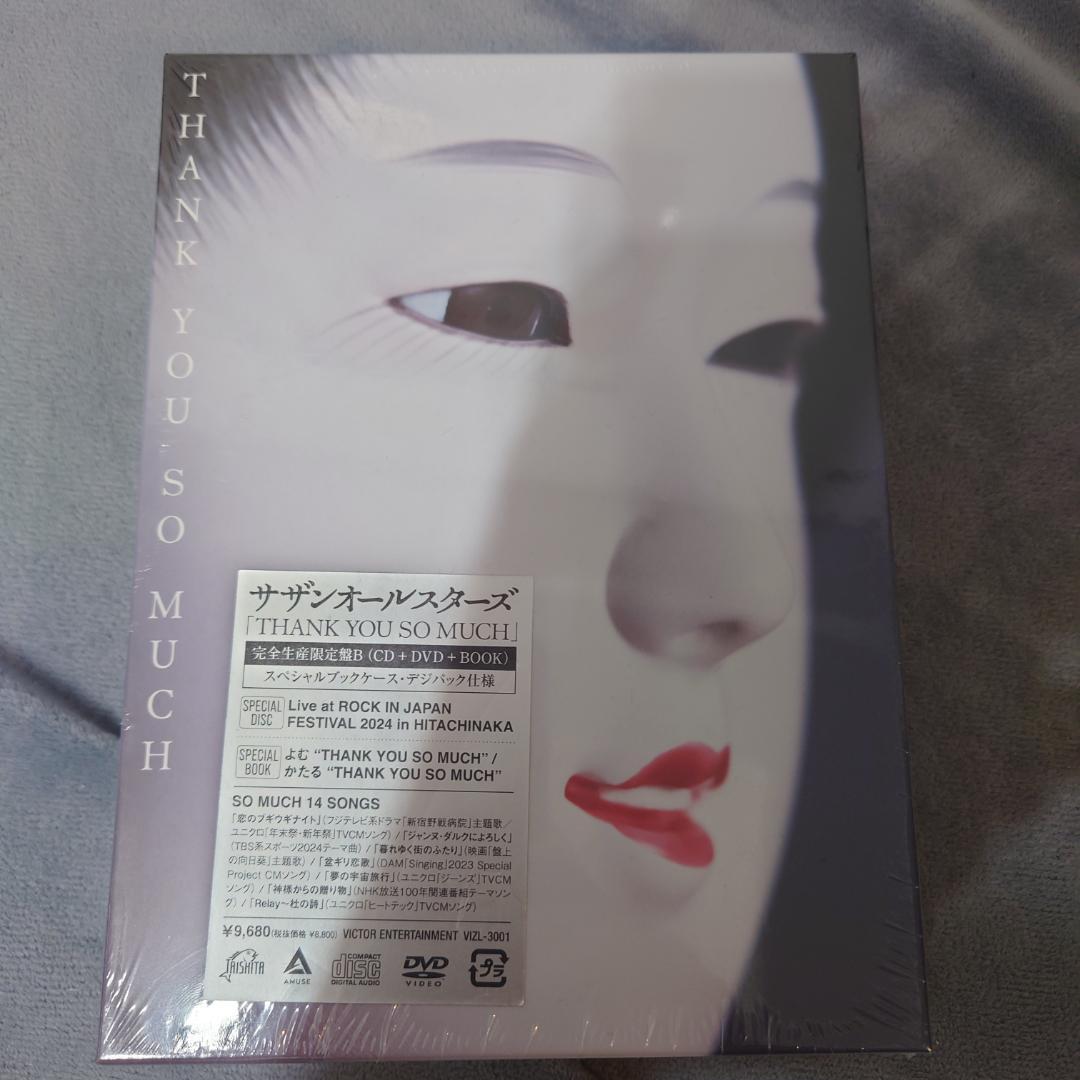 THANK YOU SO MUCH
サザンオールスターズ
「THANK YOU SO MUCH」
完全生産限定盤B (CD + DVD + BOOK)
スペシャルブックケース・デジパック仕様
SPECIAL DISC
Live at ROCK IN JAPAN
FESTIVAL 2024 in HITACHINAKA
SPECIAL BOOK
よむ “THANK YOU SO MUCH” /
かたる “THANK YOU SO MUCH”
SO MUCH 14 SONGS
「恋のブギウギナイト」(フジテレビ系ドラマ「新宿野戦病院」主題歌/
ユニクロ「年末祭・新年祭」TVCMソング) / 「ジャンヌ・ダルクによろしく」
(TBS系スポーツ2024テーマ曲) / 「暮れゆく街のふたり」(映画「盤上
の向日葵」主題歌) / 「盆ギリ恋歌」(DAM「Singing」2023 Special
Project CMソング) / 「夢の宇宙旅行」(ユニクロ「ジーンズ」TVCM
ソング) / 「神様からの贈り物」(NHK放送100年関連番組テーマソン
グ) / 「Relay〜杜の詩」(ユニクロ「ヒートテック」TVCMソング)
¥9,680(税抜価格 ¥8,800) VICTOR ENTERTAINMENT VIZL-3001
TAISHITA
AMUSE
COMPACT disc DIGITAL AUDIO
DVD VIDEO
プラ